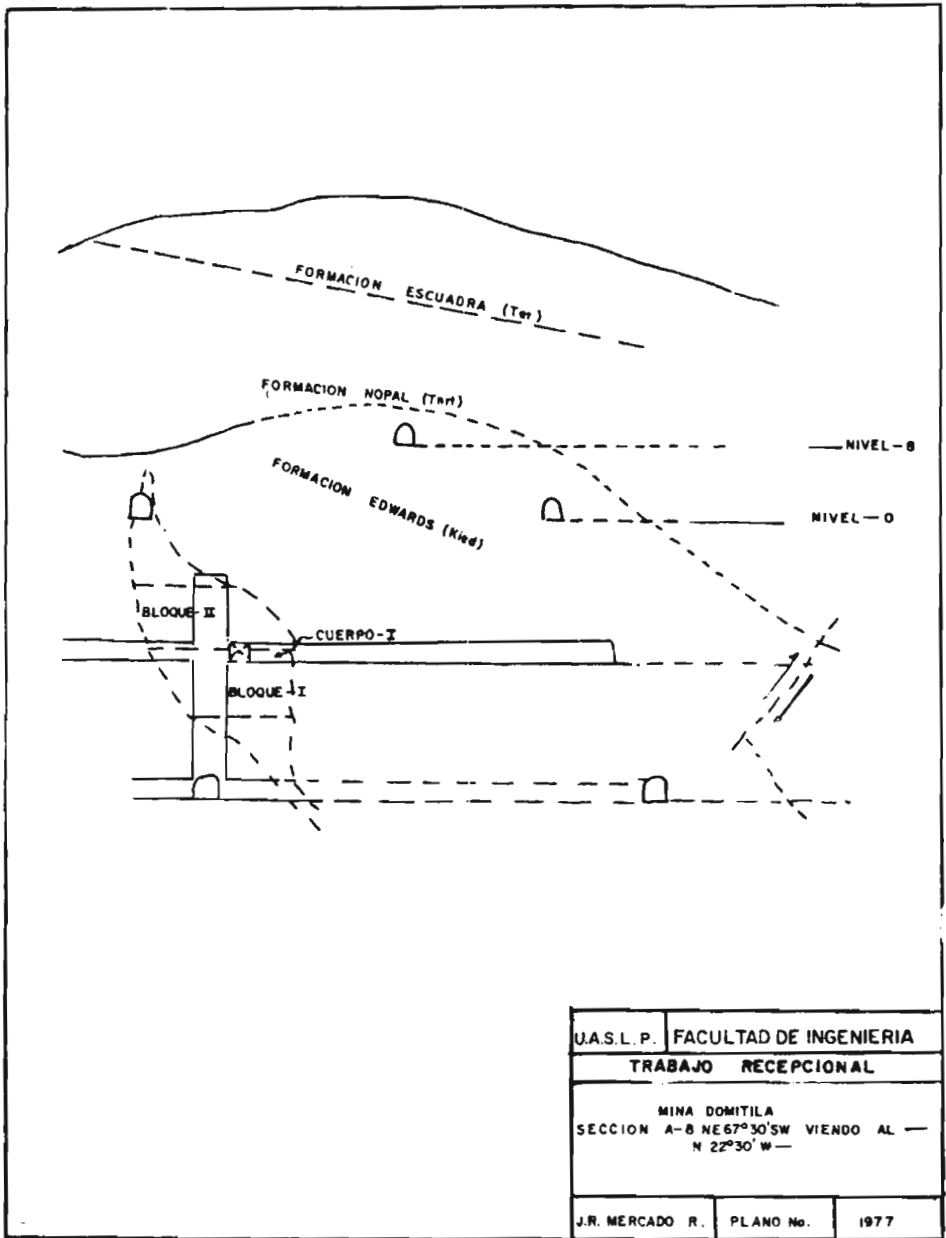 FORMACION ESCUADRA (Ter)
FORMACION NOPAL (Tnrt)
NIVEL-8
FORMACION EDWARDS (Kied)
NIVEL-0
BLOQUE-II
CUERPO-I
BLOQUE-I
U.A.S.L.P. FACULTAD DE INGENIERIA
TRABAJO RECEPCIONAL
MINA DOMITILA
SECCION A-8 NE67°30'SW VIENDO AL —
N 22°30' W —
J.R. MERCADO R. PLANO No. 1977